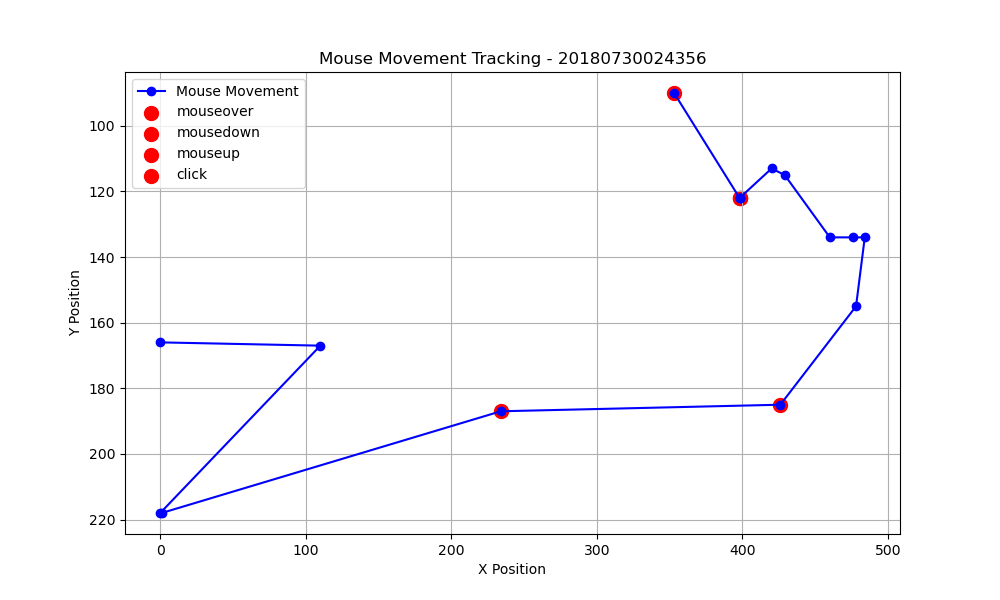 Mouse Movement Tracking - 20180730024356
Mouse Movement
mouseover
mousedown
mouseup
click
Y Position
100
120
140
160
180
200
220
0 100 200 300 400 500
X Position